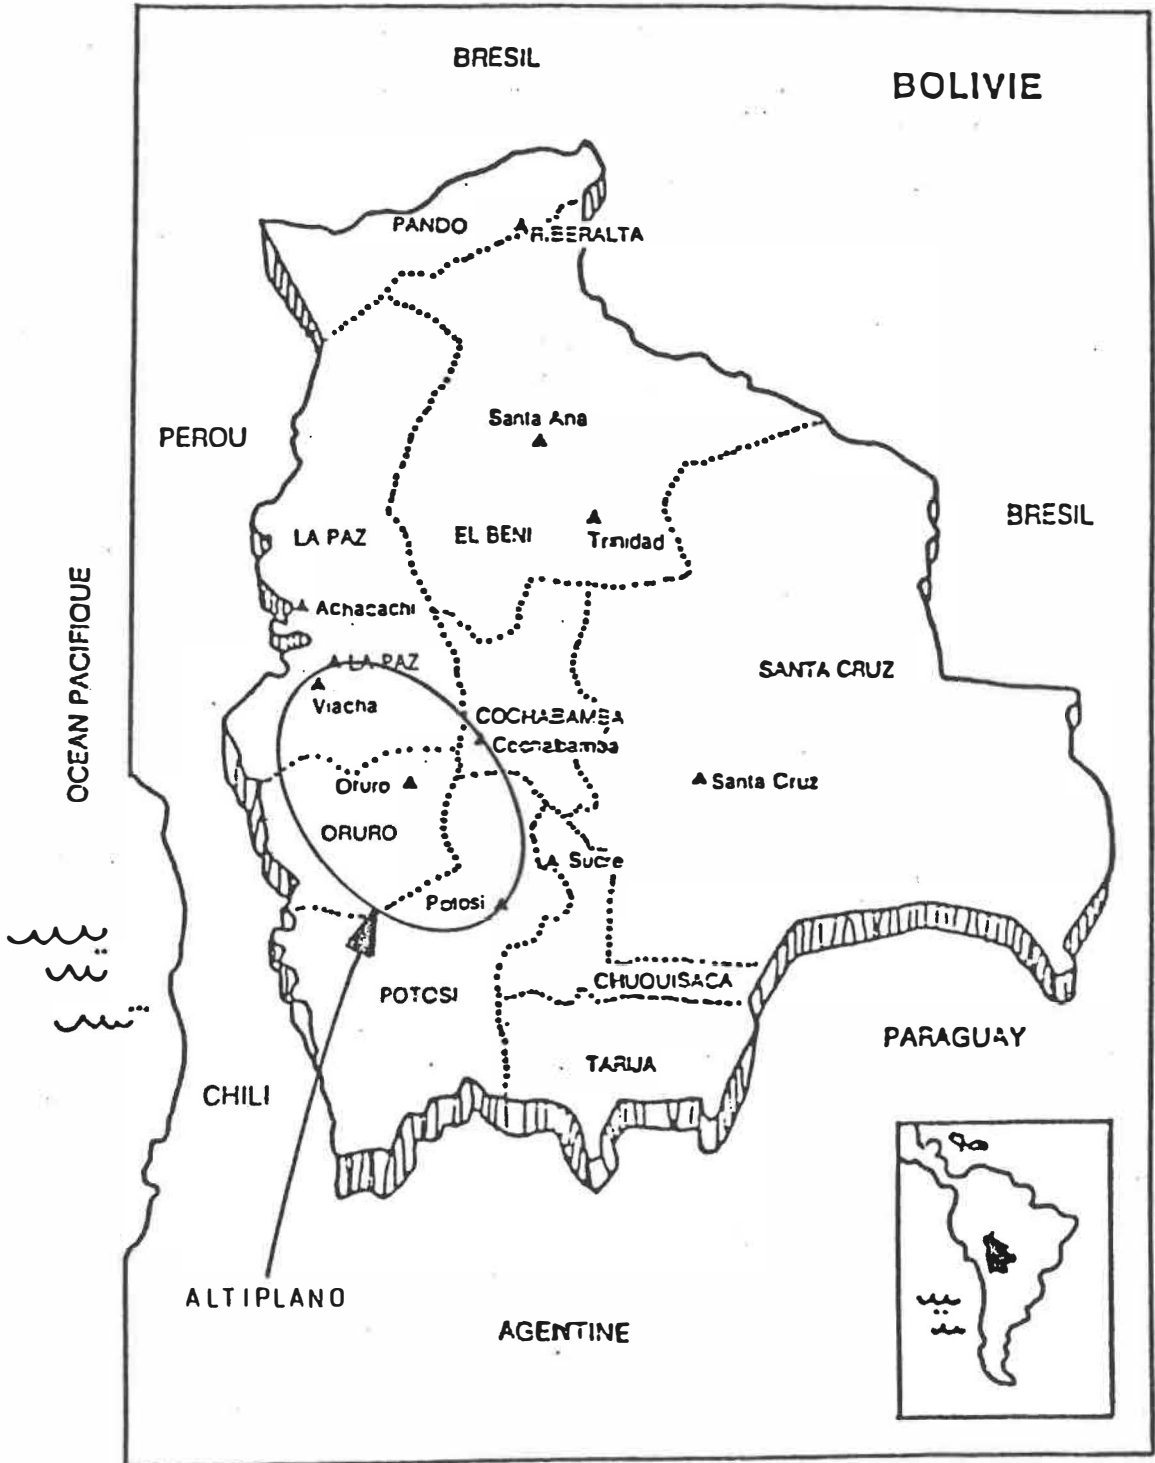 BRESIL
BOLIVIE
PANDO
R.BERALTA
Santa Ana
PEROU
BRESIL
LA PAZ
EL BENI
Trinidad
OCEAN PACIFIQUE
Achacachi
LA PAZ
SANTA CRUZ
Viacha
COCHABAMBA
Cochabamba
Oruro
Santa Cruz
ORURO
Sucre
Potosi
CHUQUISACA
POTOSI
PARAGUAY
TARIJA
CHILI
ALTIPLANO
AGENTINE